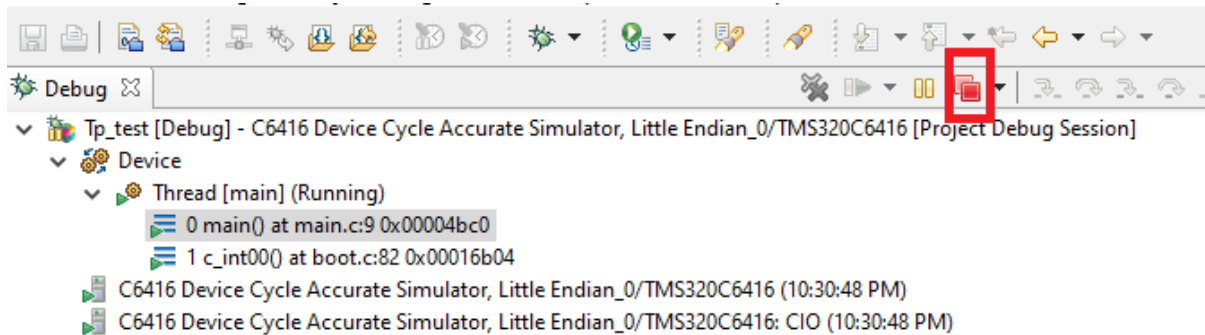 Debug
Tp_test [Debug] - C6416 Device Cycle Accurate Simulator, Little Endian_0/TMS320C6416 [Project Debug Session]
Device
Thread [main] (Running)
0 main() at main.c:9 0x00004bc0
1 c_int00() at boot.c:82 0x00016b04
C6416 Device Cycle Accurate Simulator, Little Endian_0/TMS320C6416 (10:30:48 PM)
C6416 Device Cycle Accurate Simulator, Little Endian_0/TMS320C6416: CIO (10:30:48 PM)